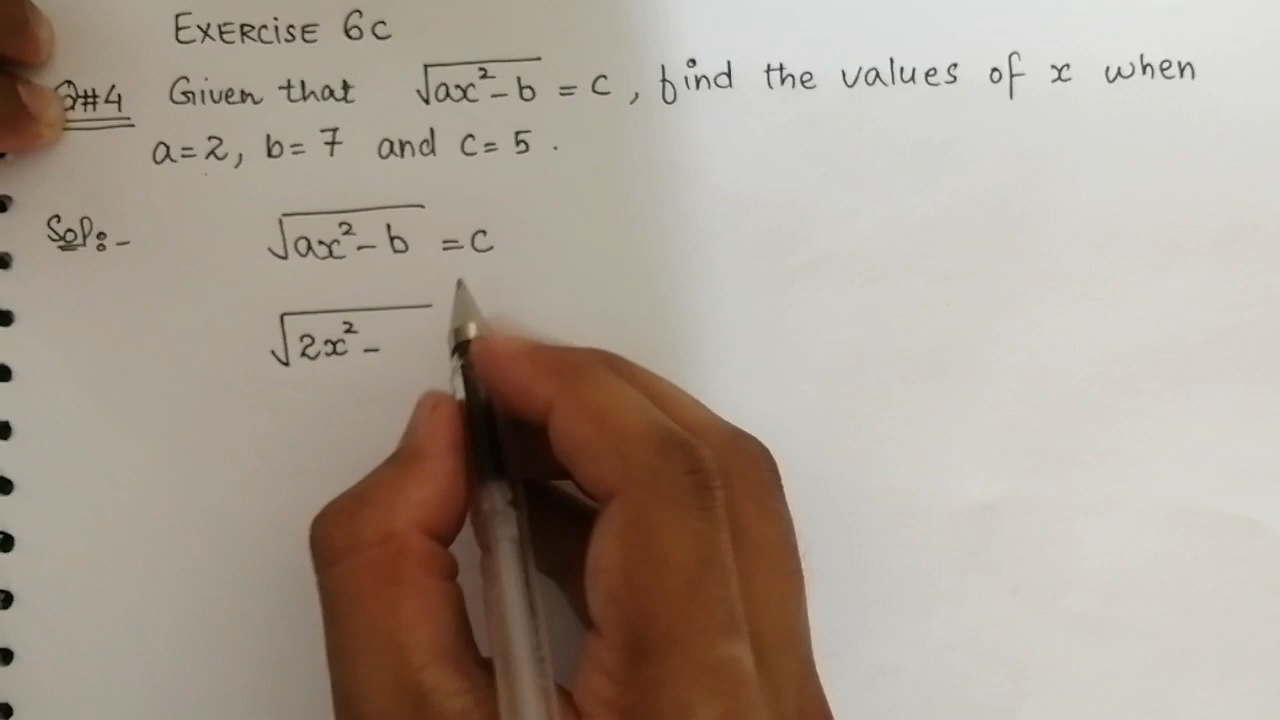 EXERCISE 6C
Q#4 Given that √(ax²-b) = c, find the values of x when
a=2, b=7 and c=5.
Sol:-
√(ax²-b) = c
√(2x²-